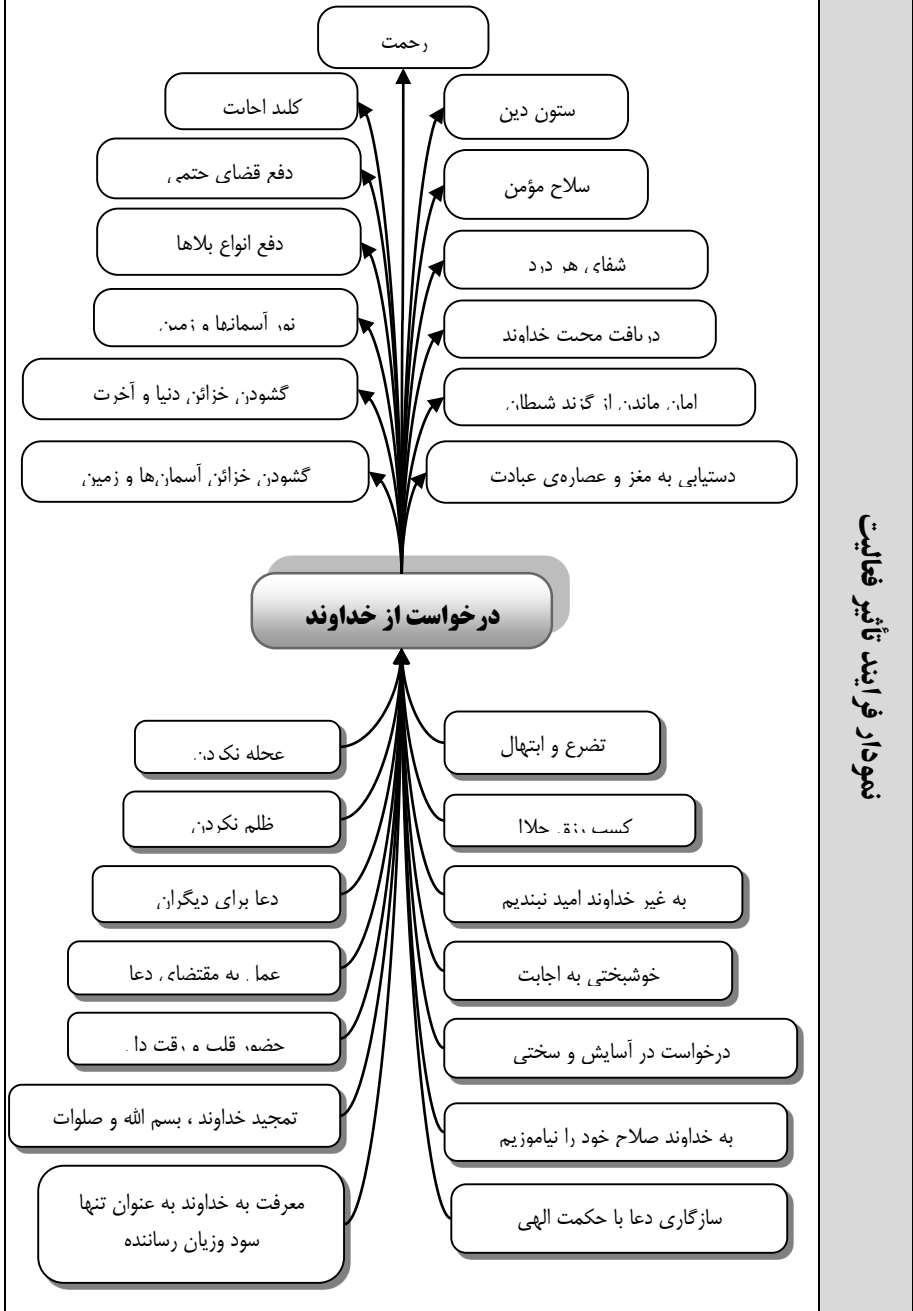 نمودار فرایند تأثیر فعالیت
رحمت
ستون دین
کلید اجابت
سلاح مؤمن
دفع قضای حتمی
شفای هر درد
دفع انواع بلاها
دریافت محبت خداوند
نور آسمانها و زمین
امان ماندن از گزند شیطان
گشودن خزائن دنیا و آخرت
دستیابی به مغز و عصاره‌ی عبادت
گشودن خزائن آسمان‌ها و زمین
درخواست از خداوند
تضرع و ابتهال
عجله نکردن
کسب رزق حلال
ظلم نکردن
به غیر خداوند امید نبندیم
دعا برای دیگران
خوشبختی به اجابت
عمل به مقتضای دعا
درخواست در آسایش و سختی
حضور قلب و رقت دل
به خداوند صلاح خود را نیاموزیم
تمجید خداوند ، بسم الله و صلوات
سازگاری دعا با حکمت الهی
معرفت به خداوند به عنوان تنها
سود وزیان رساننده